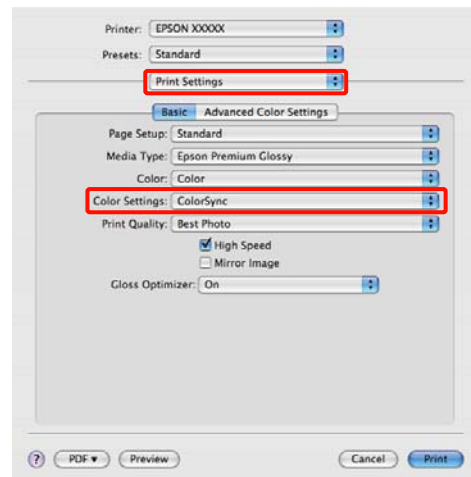 Printer: EPSON XXXXX
Presets: Standard
Print Settings
Basic Advanced Color Settings
Page Setup: Standard
Media Type: Epson Premium Glossy
Color: Color
Color Settings: ColorSync
Print Quality: Best Photo
High Speed
Mirror Image
Gloss Optimizer: On
? PDF ▼ Preview Cancel Print